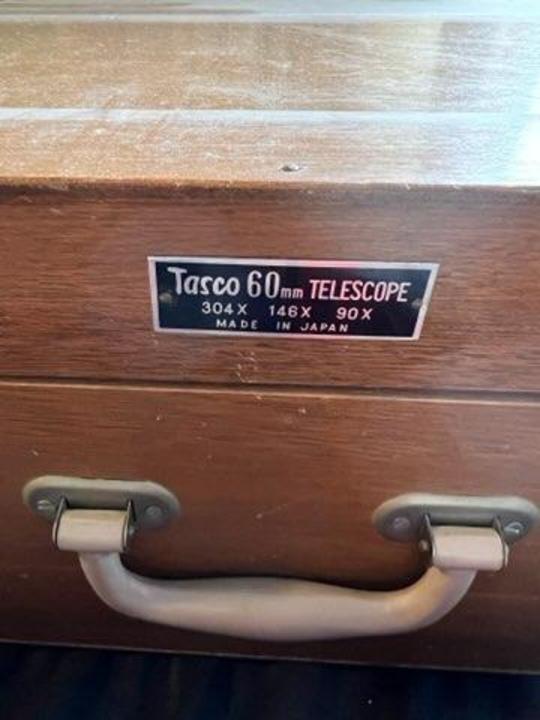 Tasco 60mm TELESCOPE
304X 146X 90X
MADE IN JAPAN